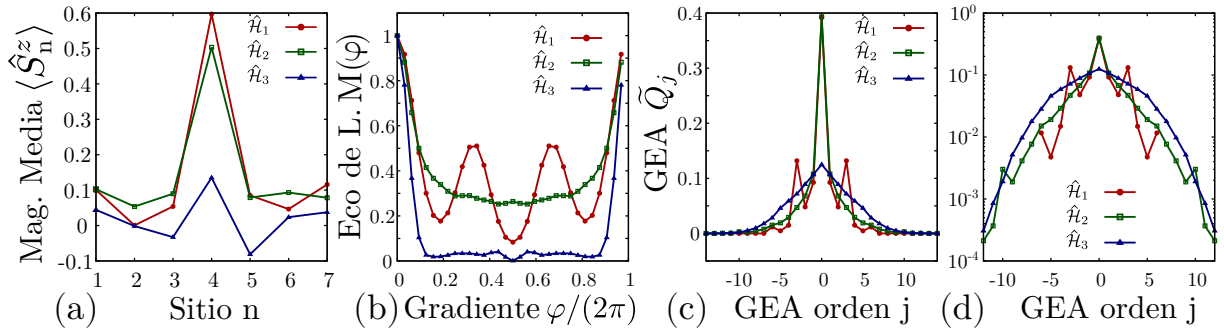 Mag. Media ⟨Ŝᶻₙ⟩
0.6
0.5
0.4
0.3
0.2
0.1
0
-0.1
1 2 3 4 5 6 7
Ĥ₁
Ĥ₂
Ĥ₃
(a) Sitio n
Eco de L. M(φ)
1
0.8
0.6
0.4
0.2
0
0 0.2 0.4 0.6 0.8 1
Ĥ₁
Ĥ₂
Ĥ₃
(b) Gradiente φ/(2π)
GEA Q̃ⱼ
0.4
0.3
0.2
0.1
0
-10 -5 0 5 10
Ĥ₁
Ĥ₂
Ĥ₃
(c) GEA orden j
10⁰
10⁻¹
10⁻²
10⁻³
10⁻⁴
-10 -5 0 5 10
Ĥ₁
Ĥ₂
Ĥ₃
(d) GEA orden j